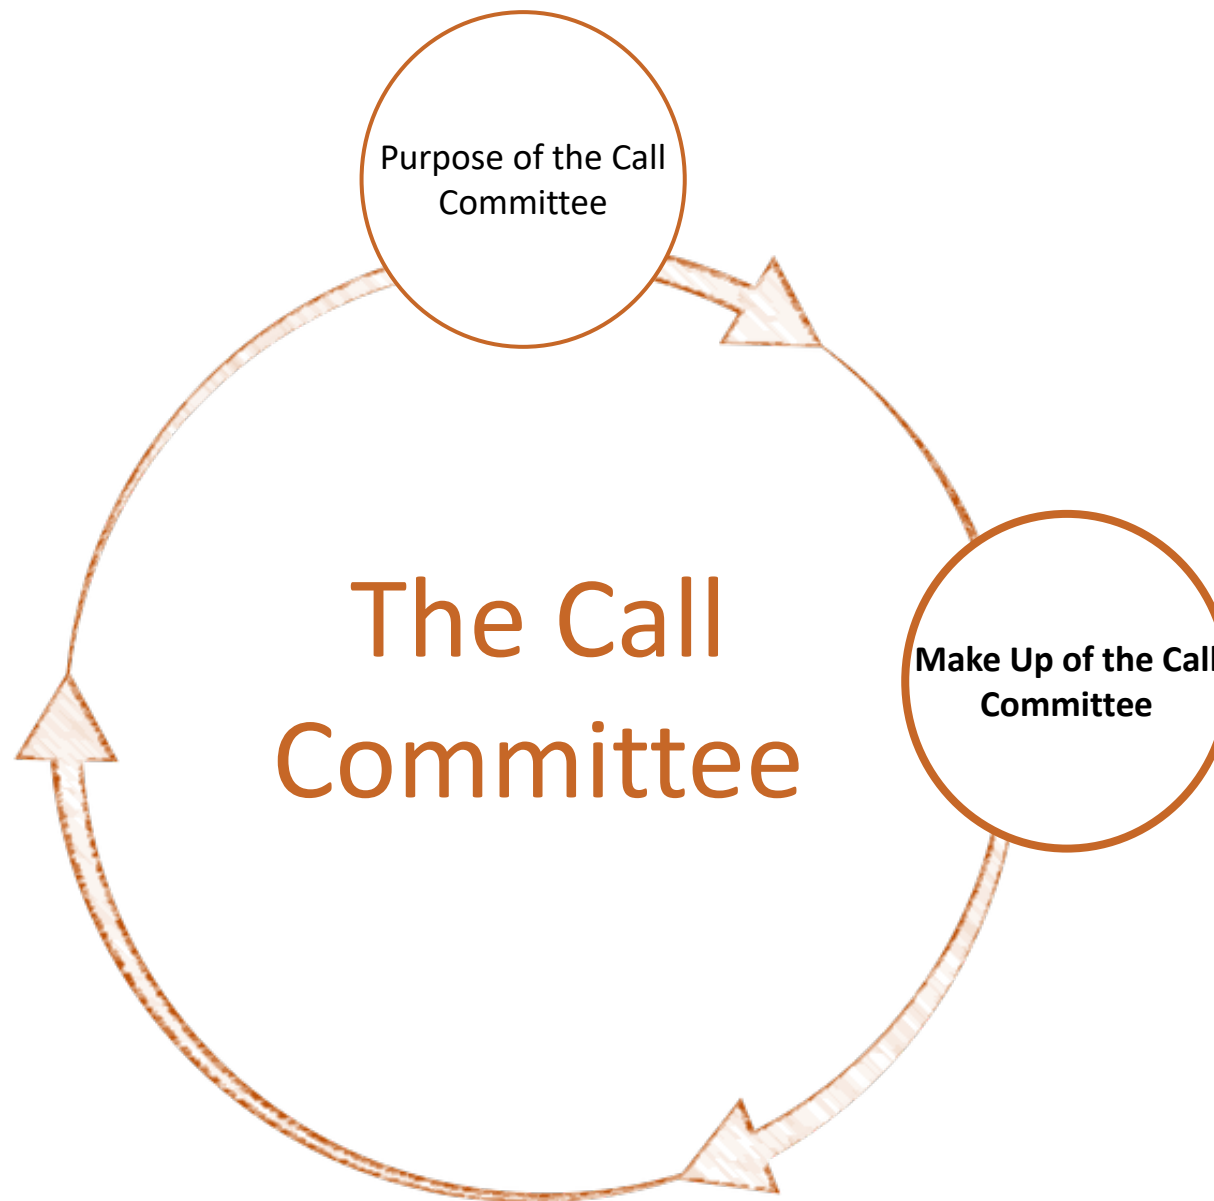 Purpose of the Call
Committee
The Call
Committee
Make Up of the Call
Committee